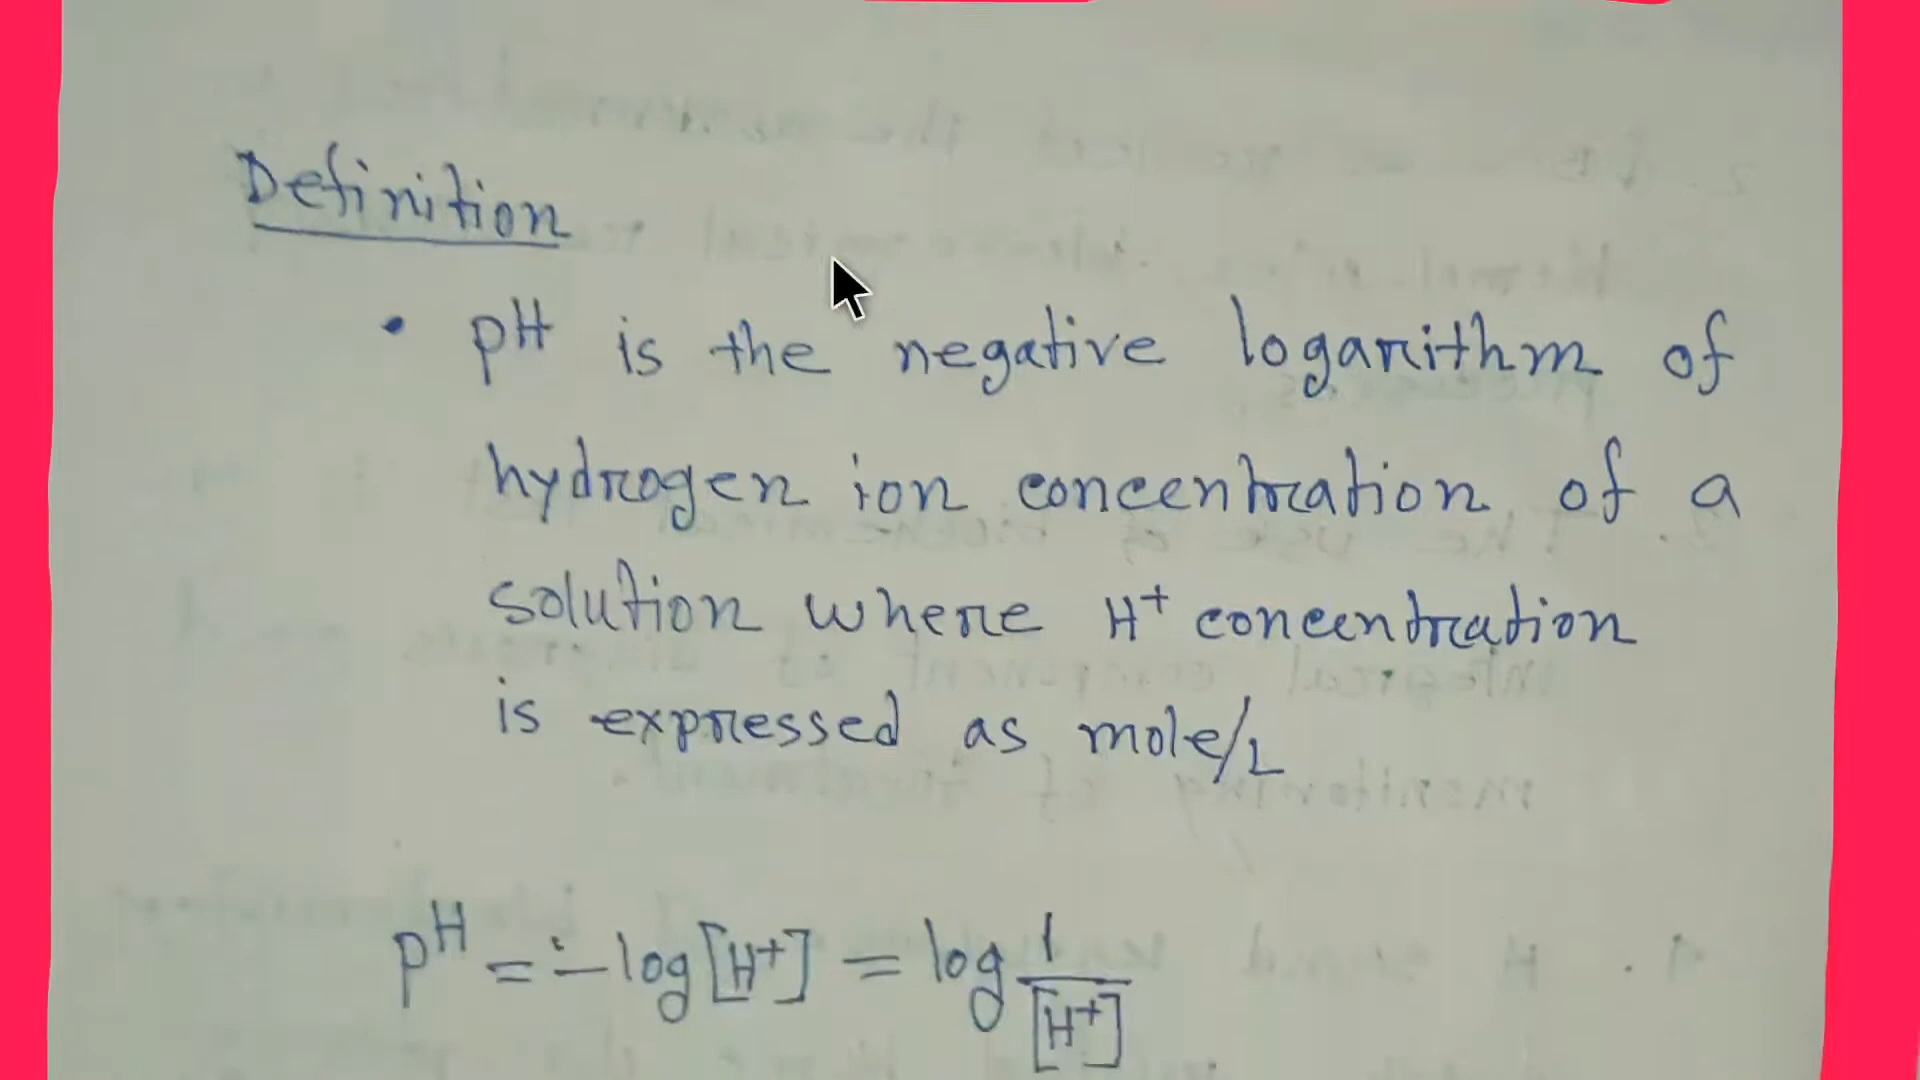 Definition
• pH is the negative logarithm of
hydrogen ion concentration of a
solution where H⁺ concentration
is expressed as mole/L
pᴴ = - log [H⁺] = log 1/[H⁺]